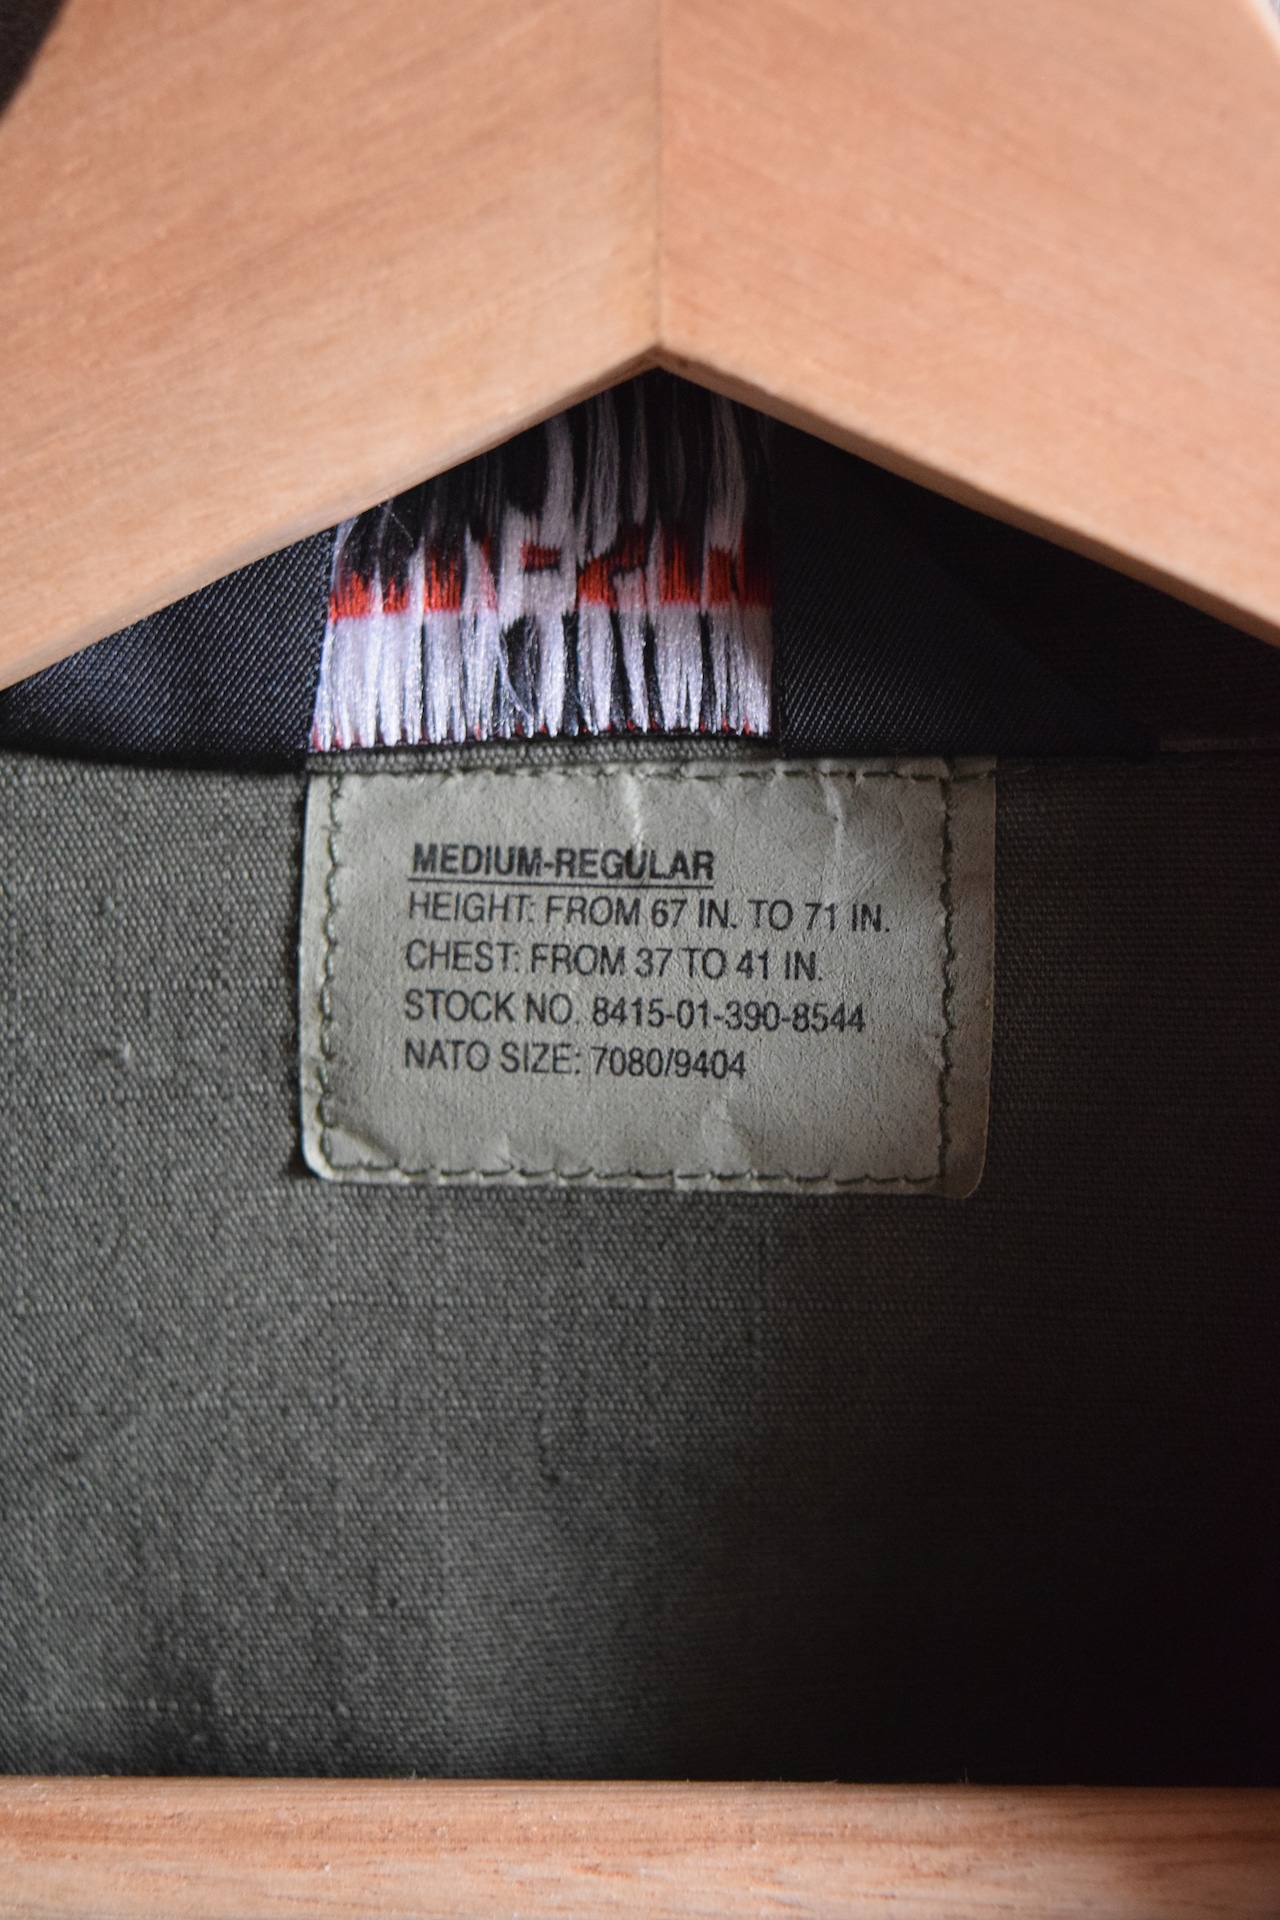 MEDIUM-REGULAR
HEIGHT: FROM 67 IN. TO 71 IN.
CHEST: FROM 37 TO 41 IN.
STOCK NO. 8415-01-390-8544
NATO SIZE: 7080/9404